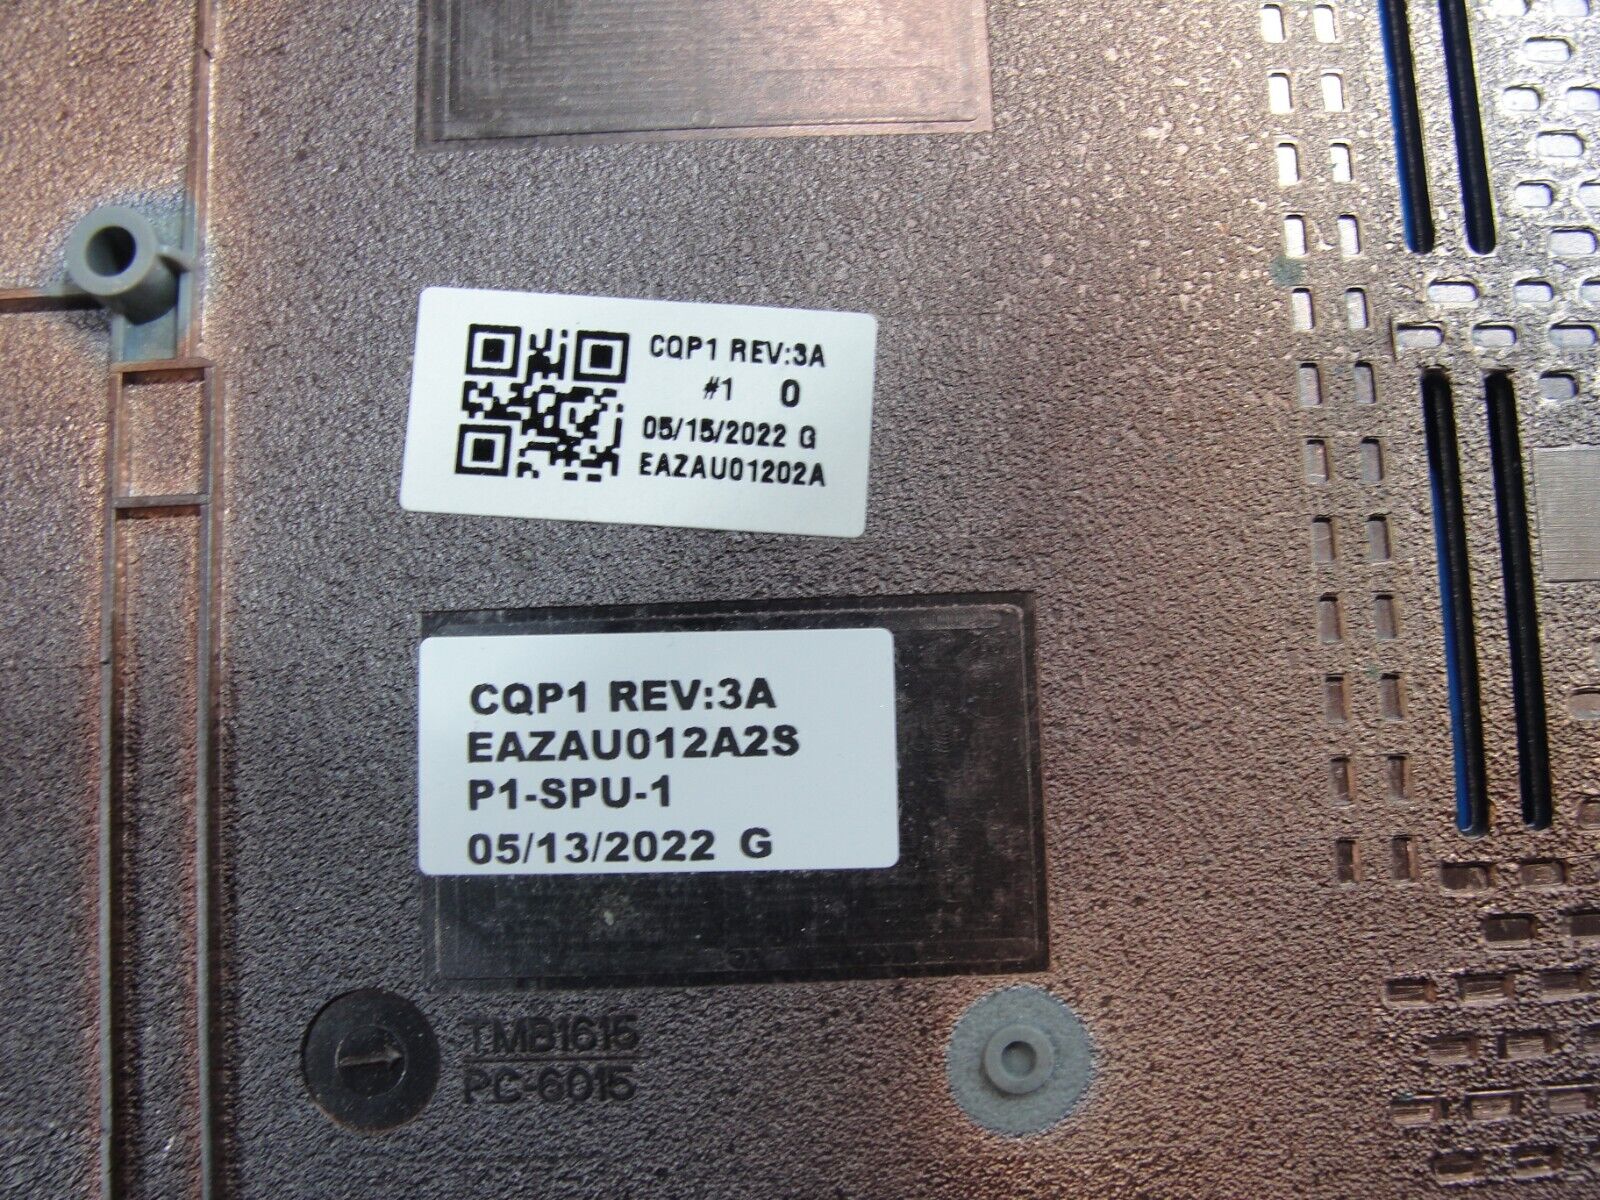 CQP1 REV:3A
#1 0
05/15/2022 G
EAZAU01202A
CQP1 REV:3A
EAZAU012A2S
P1-SPU-1
05/13/2022 G
TMB1615
PC-6015